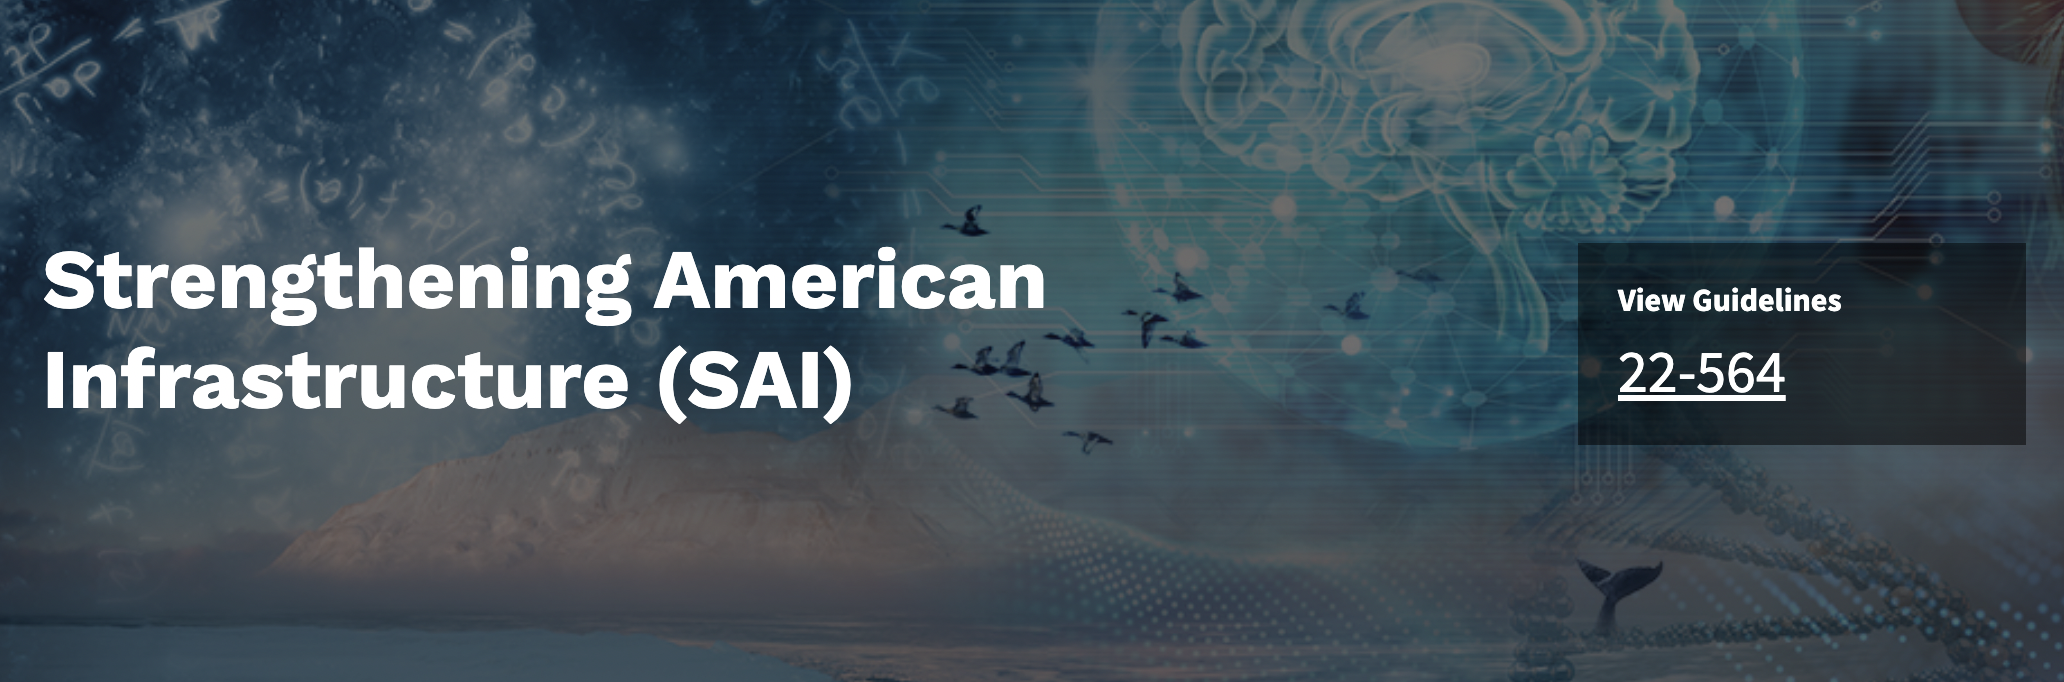 Strengthening American
Infrastructure (SAI)
View Guidelines
22-564